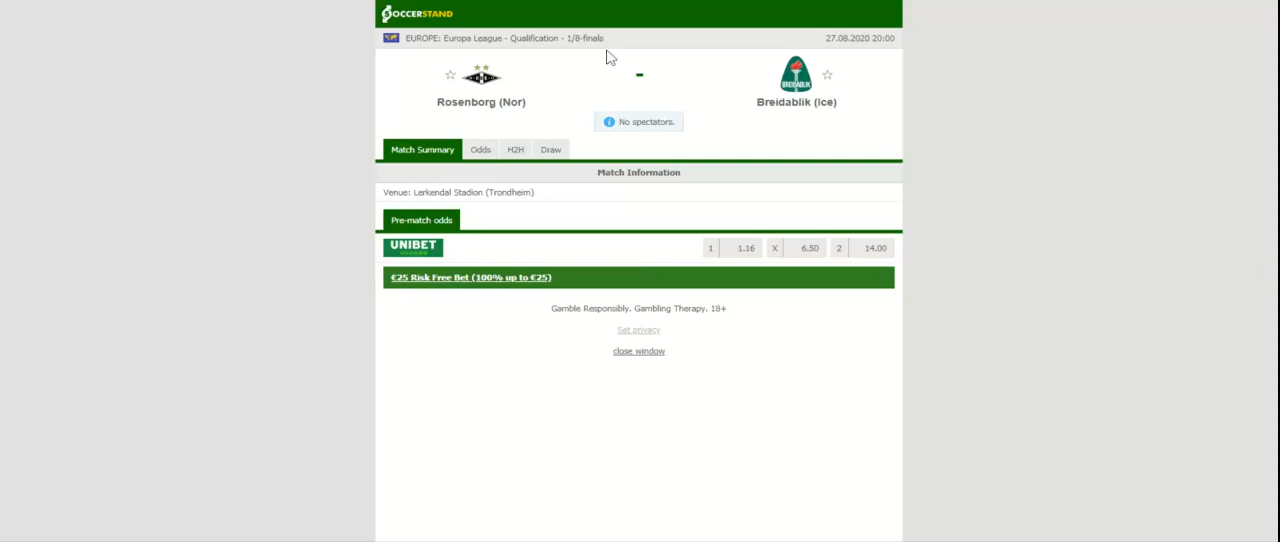 SOCCERSTAND
EUROPE: Europa League - Qualification - 1/8-finals 27.08.2020 20:00
BREIDABLIK
Rosenborg (Nor) - Breidablik (Ice)
No spectators.
Match Summary Odds H2H Draw
Match Information
Venue: Lerkendal Stadion (Trondheim)
Pre-match odds
UNIBET 1 1.16 X 6.50 2 14.00
€25 Risk Free Bet (100% up to €25)
Gamble Responsibly. Gambling Therapy. 18+
Set privacy
close window